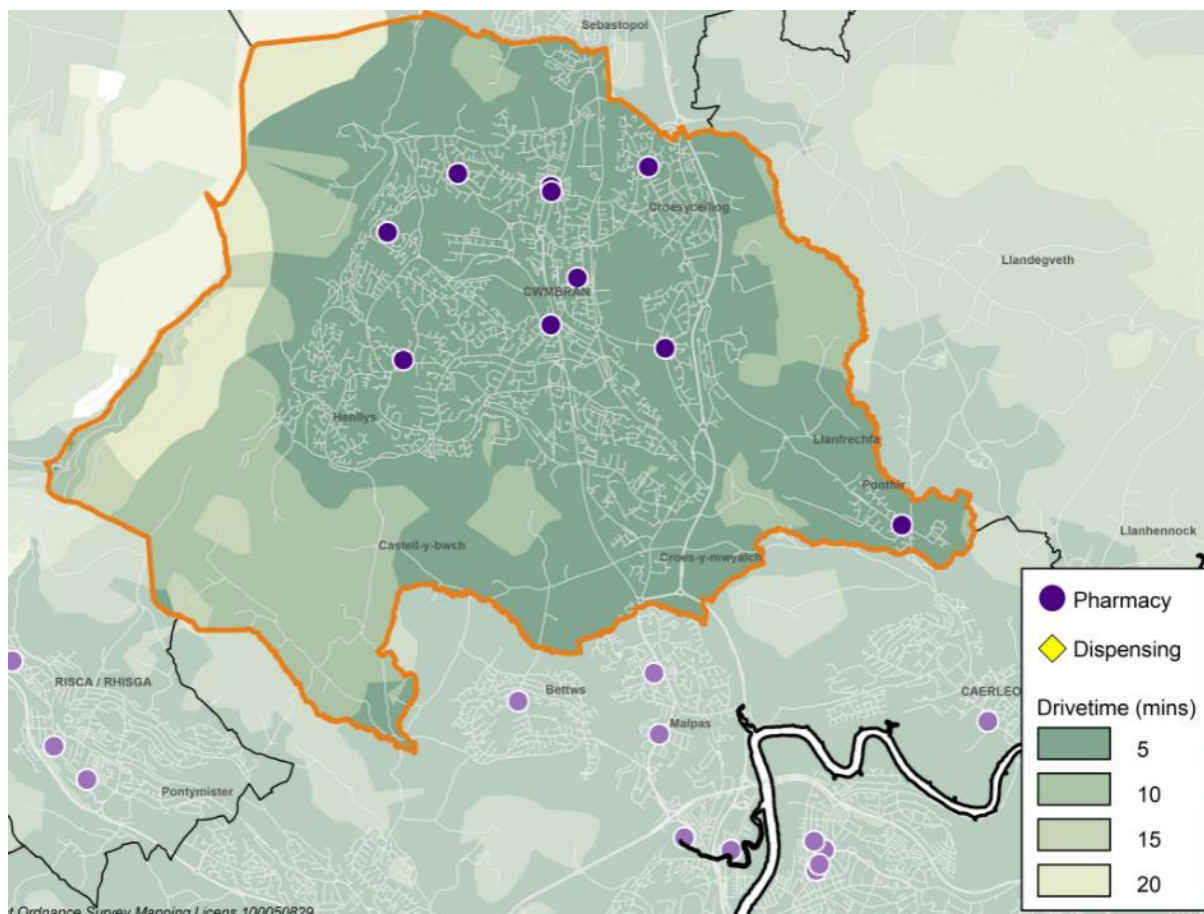 Sebastopol
Croesyceiliog
Llandegveth
CWMBRAN
Henllys
Llanfrechfa
Ponthir
Llanhennock
Castell-y-bwch
Croes-y-mwyalch
RISCA / RHISGA
Bettws
Malpas
CAERLEO
Pontymister
Pharmacy
Dispensing
Drivetime (mins)
5
10
15
20
t Ordnance Survey Mapping Licens 100050829